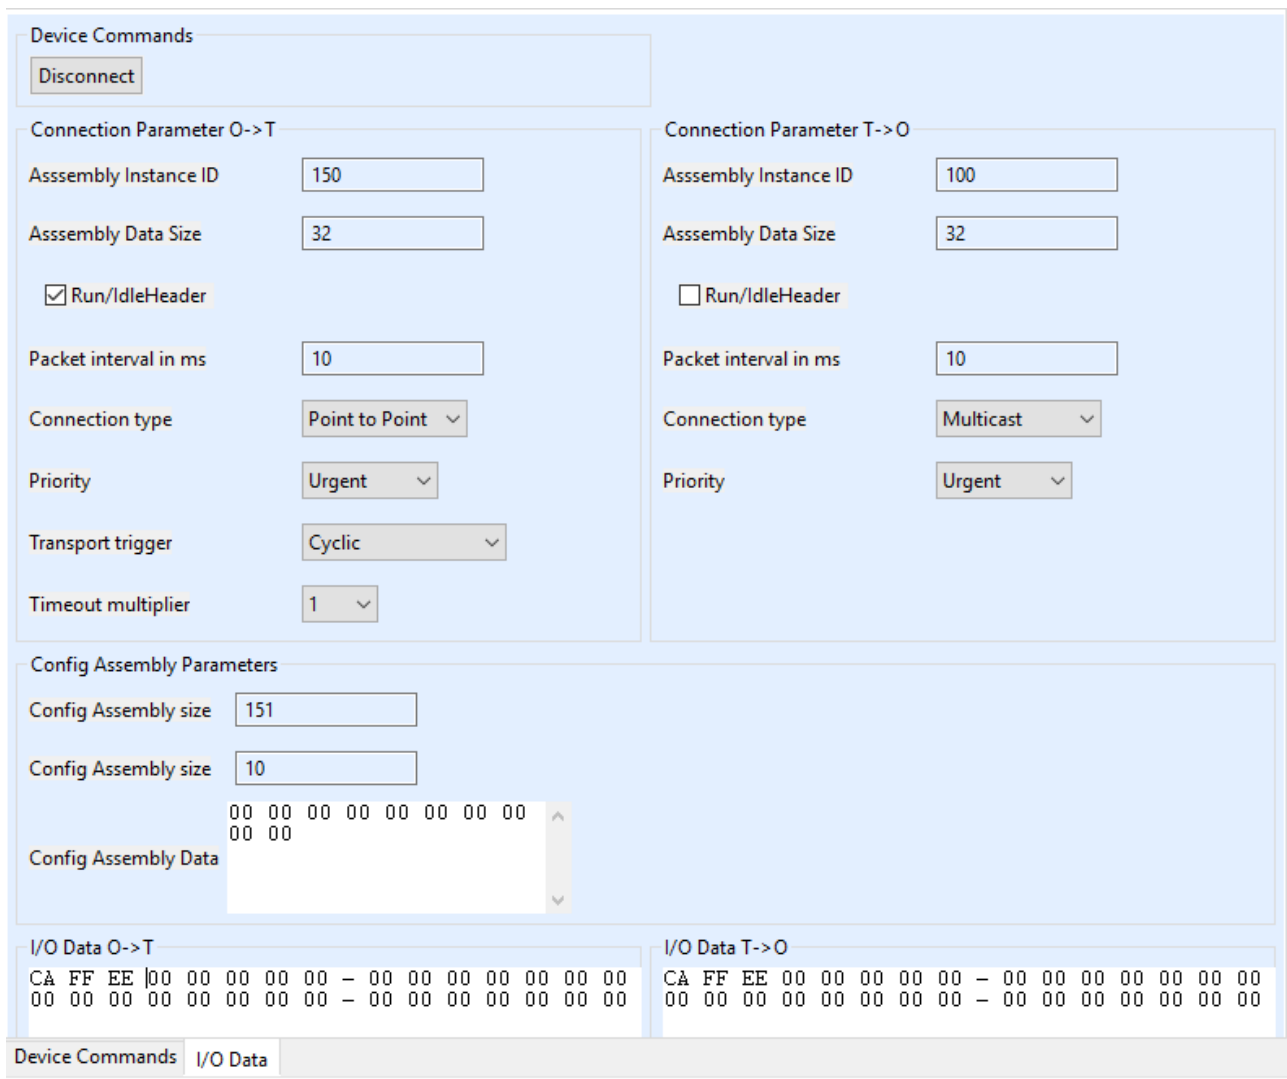 Device Commands
Disconnect
Connection Parameter O->T
Asssembly Instance ID 150
Asssembly Data Size 32
Run/IdleHeader
Packet interval in ms 10
Connection type Point to Point
Priority Urgent
Transport trigger Cyclic
Timeout multiplier 1
Connection Parameter T->O
Asssembly Instance ID 100
Asssembly Data Size 32
Run/IdleHeader
Packet interval in ms 10
Connection type Multicast
Priority Urgent
Config Assembly Parameters
Config Assembly size 151
Config Assembly size 10
Config Assembly Data
00 00 00 00 00 00 00 00
00 00
I/O Data O->T
CA FF EE 00 00 00 00 00 – 00 00 00 00 00 00 00
00 00 00 00 00 00 00 00 – 00 00 00 00 00 00 00
I/O Data T->O
CA FF EE 00 00 00 00 00 – 00 00 00 00 00 00 00
00 00 00 00 00 00 00 00 – 00 00 00 00 00 00 00
Device Commands I/O Data